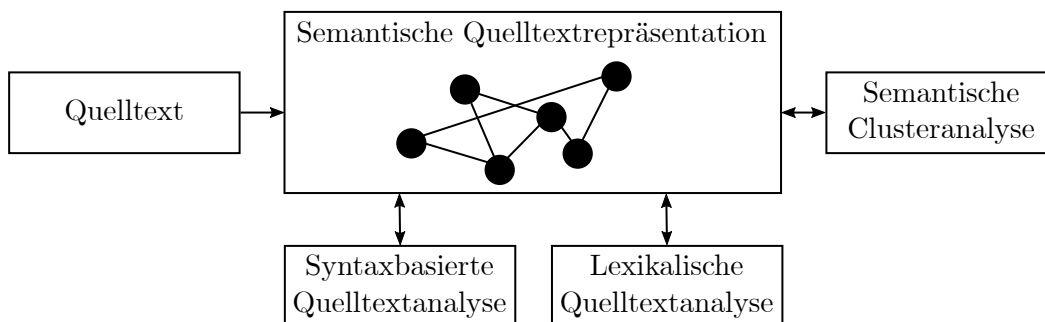 Semantische Quelltextrepräsentation
Quelltext
Semantische
Clusteranalyse
Syntaxbasierte
Quelltextanalyse
Lexikalische
Quelltextanalyse